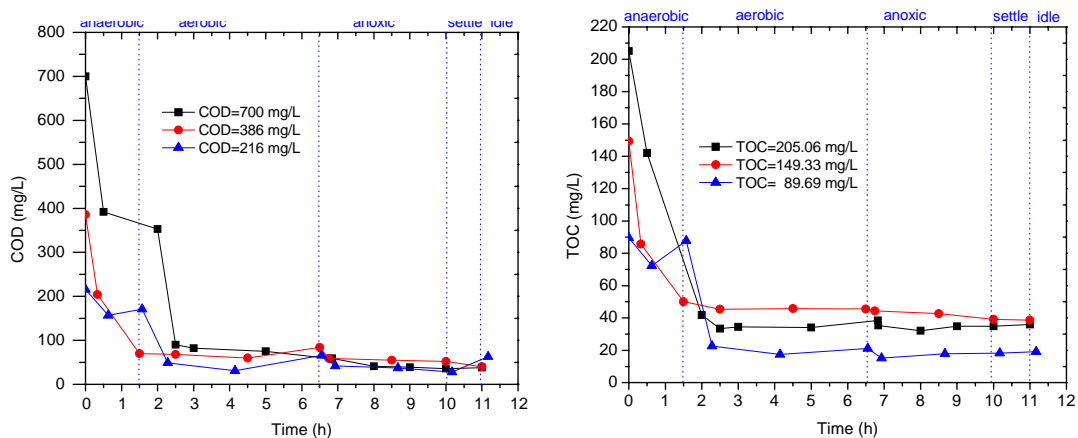 anaerobic aerobic anoxic settle idle
800
700
600
500
400
300
200
100
0
COD (mg/L)
COD=700 mg/L
COD=386 mg/L
COD=216 mg/L
0 1 2 3 4 5 6 7 8 9 10 11 12
Time (h)
anaerobic aerobic anoxic settle idle
220
200
180
160
140
120
100
80
60
40
20
0
TOC (mg/L)
TOC=205.06 mg/L
TOC=149.33 mg/L
TOC= 89.69 mg/L
0 1 2 3 4 5 6 7 8 9 10 11 12
Time (h)